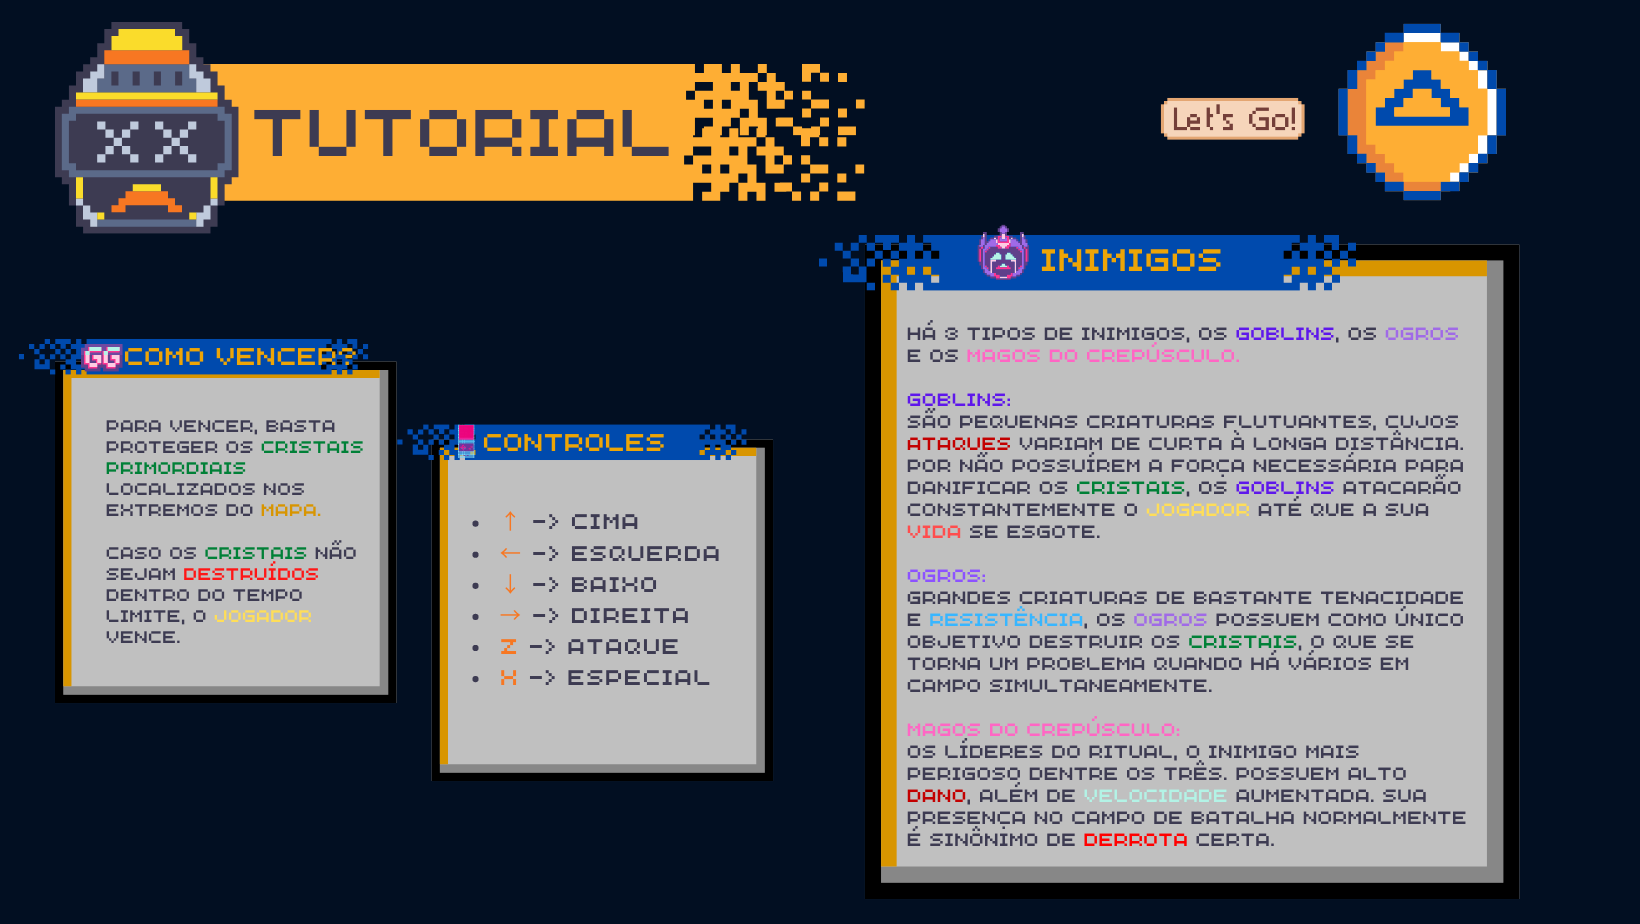 TUTORIAL
Let's Go!
GG COMO VENCER?
PARA VENCER, BASTA
PROTEGER OS CRISTAIS
PRIMORDIAIS
LOCALIZADOS NOS
EXTREMOS DO MAPA.
CASO OS CRISTAIS NÃO
SEJAM DESTRUÍDOS
DENTRO DO TEMPO
LIMITE, O JOGADOR
VENCE.
CONTROLES
• ↑ -> CIMA
• ← -> ESQUERDA
• ↓ -> BAIXO
• → -> DIREITA
• Z -> ATAQUE
• X -> ESPECIAL
INIMIGOS
HÁ 3 TIPOS DE INIMIGOS, OS GOBLINS, OS OGROS
E OS MAGOS DO CREPÚSCULO.
GOBLINS:
SÃO PEQUENAS CRIATURAS FLUTUANTES, CUJOS
ATAQUES VARIAM DE CURTA À LONGA DISTÂNCIA.
POR NÃO POSSUÍREM A FORÇA NECESSÁRIA PARA
DANIFICAR OS CRISTAIS, OS GOBLINS ATACARÃO
CONSTANTEMENTE O JOGADOR ATÉ QUE A SUA
VIDA SE ESGOTE.
OGROS:
GRANDES CRIATURAS DE BASTANTE TENACIDADE
E RESISTÊNCIA, OS OGROS POSSUEM COMO ÚNICO
OBJETIVO DESTRUIR OS CRISTAIS, O QUE SE
TORNA UM PROBLEMA QUANDO HÁ VÁRIOS EM
CAMPO SIMULTANEAMENTE.
MAGOS DO CREPÚSCULO:
OS LÍDERES DO RITUAL, O INIMIGO MAIS
PERIGOSO DENTRE OS TRÊS. POSSUEM ALTO
DANO, ALÉM DE VELOCIDADE AUMENTADA. SUA
PRESENÇA NO CAMPO DE BATALHA NORMALMENTE
É SINÔNIMO DE DERROTA CERTA.